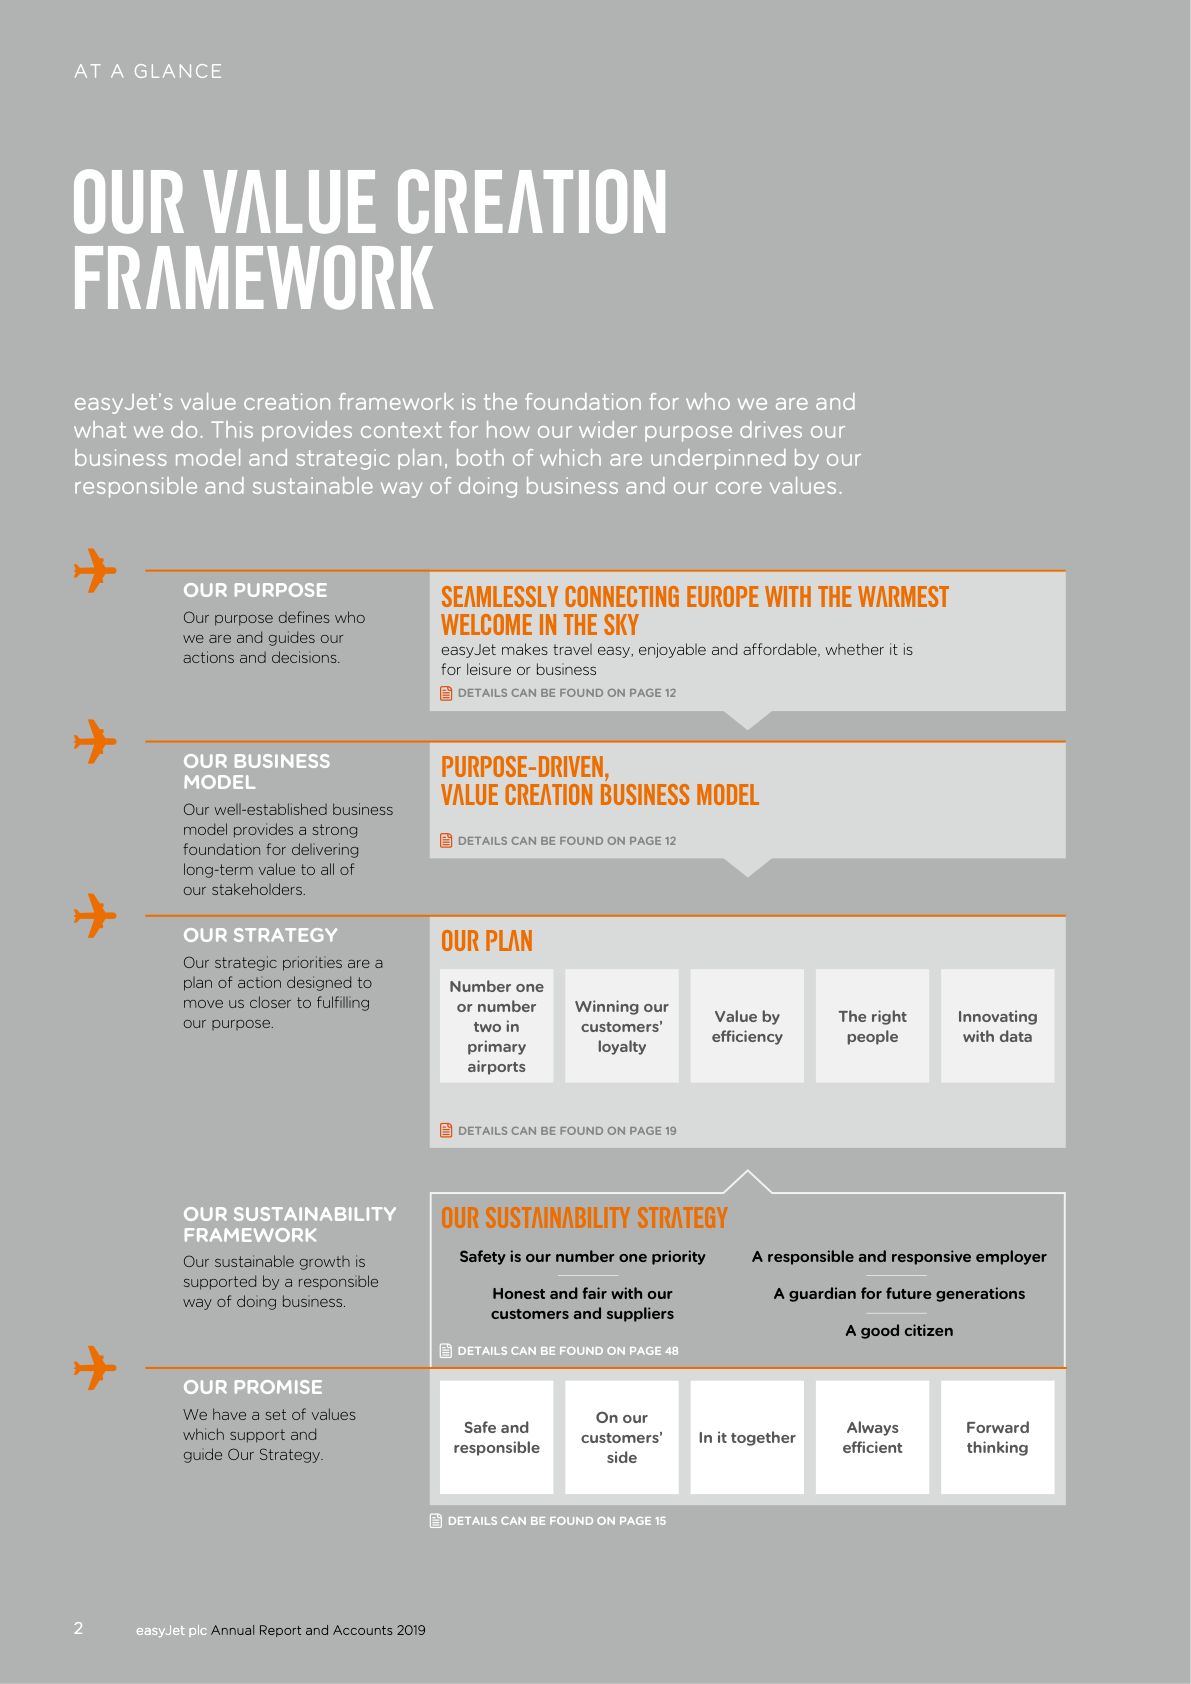 AT A GLANCE
OUR VALUE CREATION
FRAMEWORK
easyJet’s value creation framework is the foundation for who we are and
what we do. This provides context for how our wider purpose drives our
business model and strategic plan, both of which are underpinned by our
responsible and sustainable way of doing business and our core values.
OUR PURPOSE
Our purpose defines who
we are and guides our
actions and decisions.
SEAMLESSLY CONNECTING EUROPE WITH THE WARMEST
WELCOME IN THE SKY
easyJet makes travel easy, enjoyable and affordable, whether it is
for leisure or business
DETAILS CAN BE FOUND ON PAGE 12
OUR BUSINESS
MODEL
Our well-established business
model provides a strong
foundation for delivering
long-term value to all of
our stakeholders.
PURPOSE-DRIVEN,
VALUE CREATION BUSINESS MODEL
DETAILS CAN BE FOUND ON PAGE 12
OUR STRATEGY
Our strategic priorities are a
plan of action designed to
move us closer to fulfilling
our purpose.
OUR PLAN
Number one
or number
two in
primary
airports
Winning our
customers’
loyalty
Value by
efficiency
The right
people
Innovating
with data
DETAILS CAN BE FOUND ON PAGE 19
OUR SUSTAINABILITY
FRAMEWORK
Our sustainable growth is
supported by a responsible
way of doing business.
OUR SUSTAINABILITY STRATEGY
Safety is our number one priority
Honest and fair with our
customers and suppliers
A responsible and responsive employer
A guardian for future generations
A good citizen
DETAILS CAN BE FOUND ON PAGE 48
OUR PROMISE
We have a set of values
which support and
guide Our Strategy.
Safe and
responsible
On our
customers’
side
In it together
Always
efficient
Forward
thinking
DETAILS CAN BE FOUND ON PAGE 15
2 easyJet plc Annual Report and Accounts 2019